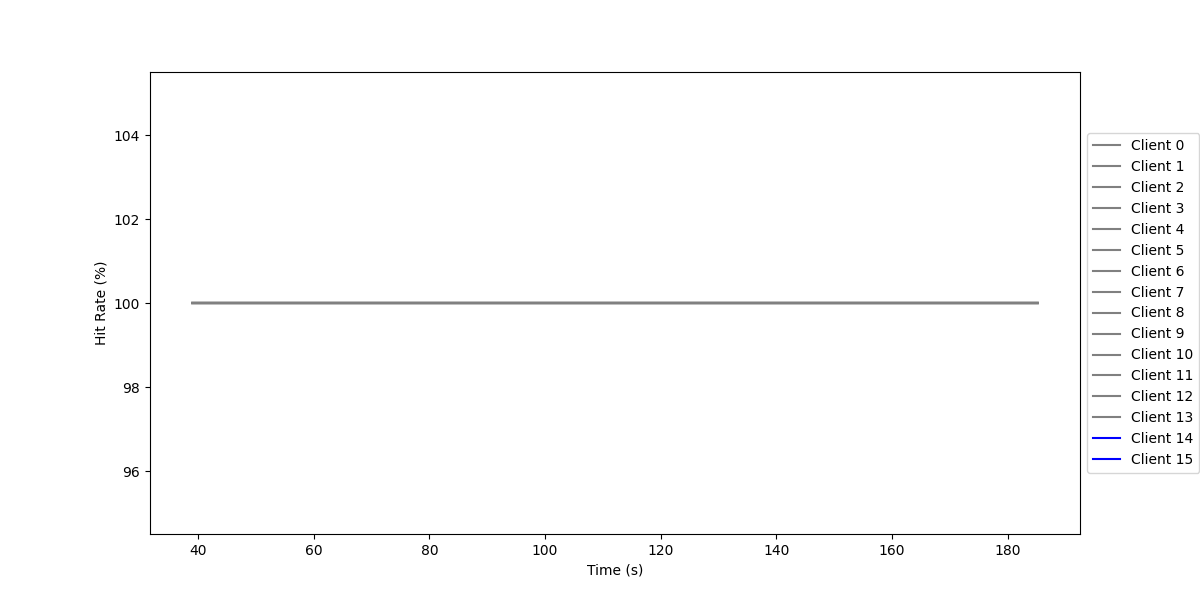 104
102
100
98
96
Hit Rate (%)
40 60 80 100 120 140 160 180
Time (s)
Client 0
Client 1
Client 2
Client 3
Client 4
Client 5
Client 6
Client 7
Client 8
Client 9
Client 10
Client 11
Client 12
Client 13
Client 14
Client 15